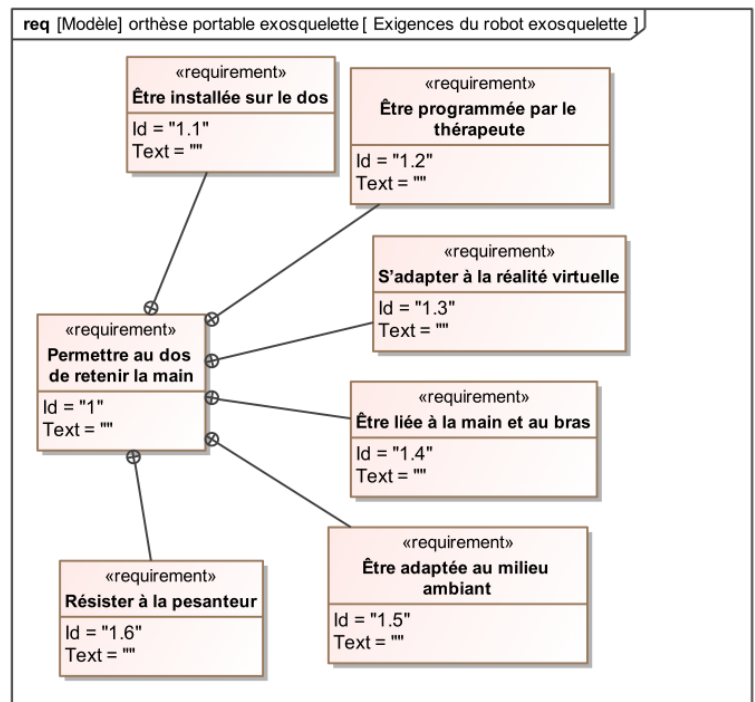 req [Modèle] orthèse portable exosquelette [ Exigences du robot exosquelette ]
«requirement»
Être installée sur le dos
Id = "1.1"
Text = ""
«requirement»
Être programmée par le
thérapeute
Id = "1.2"
Text = ""
«requirement»
S’adapter à la réalité virtuelle
Id = "1.3"
Text = ""
«requirement»
Permettre au dos
de retenir la main
Id = "1"
Text = ""
«requirement»
Être liée à la main et au bras
Id = "1.4"
Text = ""
«requirement»
Être adaptée au milieu
ambiant
Id = "1.5"
Text = ""
«requirement»
Résister à la pesanteur
Id = "1.6"
Text = ""